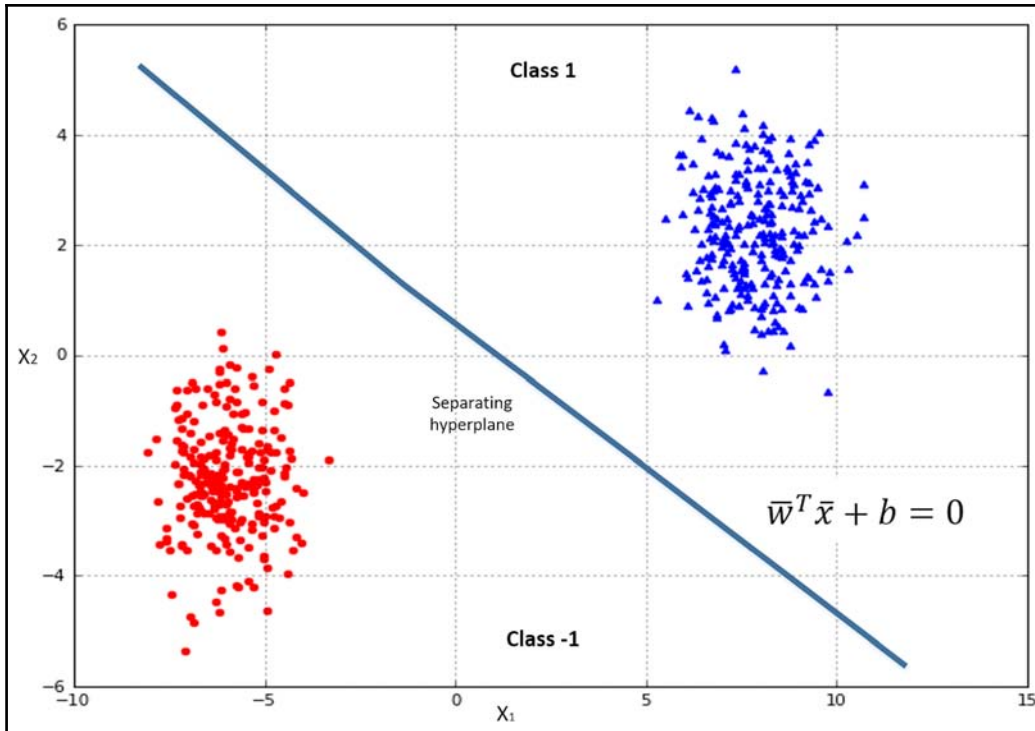 6
Class 1
4
2
X₂
0
Separating
hyperplane
−2
w̅ᵀx̅ + b = 0
−4
Class -1
−6
−10
−5
0
5
10
15
X₁